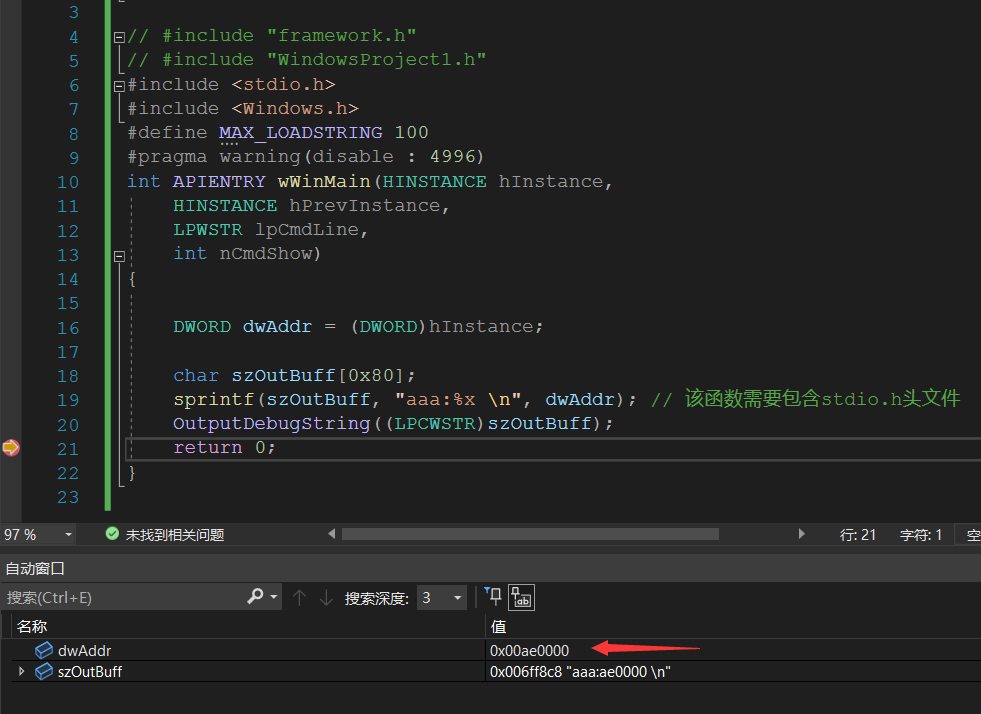 3
4 // #include "framework.h"
5 // #include "WindowsProject1.h"
6 #include <stdio.h>
7 #include <Windows.h>
8 #define MAX_LOADSTRING 100
9 #pragma warning(disable : 4996)
10 int APIENTRY wWinMain(HINSTANCE hInstance,
11 HINSTANCE hPrevInstance,
12 LPWSTR lpCmdLine,
13 int nCmdShow)
14 {
15
16 DWORD dwAddr = (DWORD)hInstance;
17
18 char szOutBuff[0x80];
19 sprintf(szOutBuff, "aaa:%x \n", dwAddr); // 该函数需要包含stdio.h头文件
20 OutputDebugString((LPCWSTR)szOutBuff);
21 return 0;
22 }
23
97 % 未找到相关问题 行: 21 字符: 1 空
自动窗口
搜索(Ctrl+E) 搜索深度: 3
名称 值
dwAddr 0x00ae0000
szOutBuff 0x006ff8c8 "aaa:ae0000 \n"